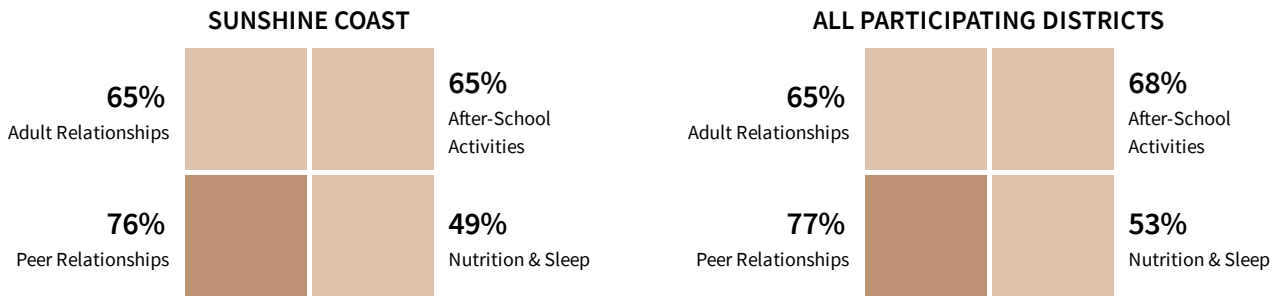 SUNSHINE COAST
65%
Adult Relationships
65%
After-School
Activities
76%
Peer Relationships
49%
Nutrition & Sleep
ALL PARTICIPATING DISTRICTS
65%
Adult Relationships
68%
After-School
Activities
77%
Peer Relationships
53%
Nutrition & Sleep